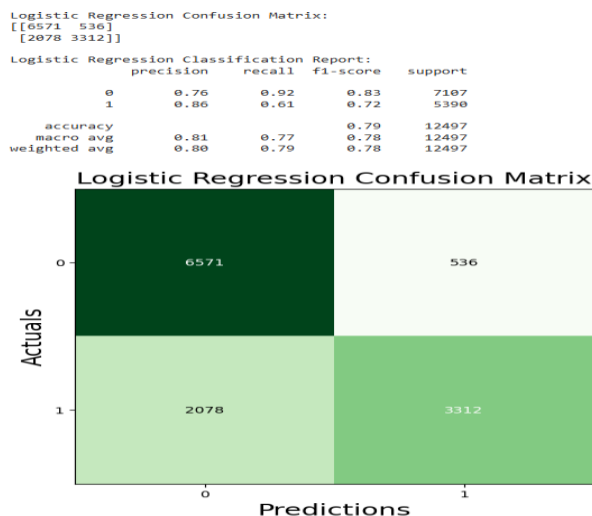 Logistic Regression Confusion Matrix:
[[6571 536]
[2078 3312]]
Logistic Regression Classification Report:
precision recall f1-score support
0 0.76 0.92 0.83 7107
1 0.86 0.61 0.72 5390
accuracy 0.79 12497
macro avg 0.81 0.77 0.78 12497
weighted avg 0.80 0.79 0.78 12497
Logistic Regression Confusion Matrix
0 6571 536
Actuals
1 2078 3312
0 1
Predictions